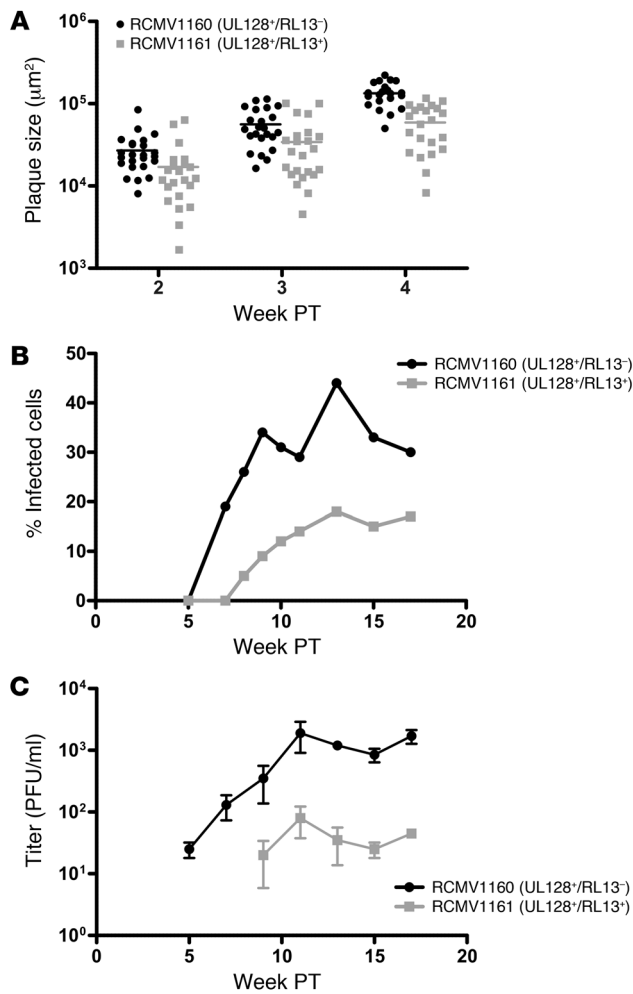 A
RCMV1160 (UL128⁺/RL13⁻)
RCMV1161 (UL128⁺/RL13⁺)
Plaque size (μm²)
10⁶
10⁵
10⁴
10³
2 3 4
Week PT
B
RCMV1160 (UL128⁺/RL13⁻)
RCMV1161 (UL128⁺/RL13⁺)
% Infected cells
50
40
30
20
10
0
0 5 10 15 20
Week PT
C
Titer (PFU/ml)
10⁴
10³
10²
10¹
10⁰
RCMV1160 (UL128⁺/RL13⁻)
RCMV1161 (UL128⁺/RL13⁺)
0 5 10 15 20
Week PT